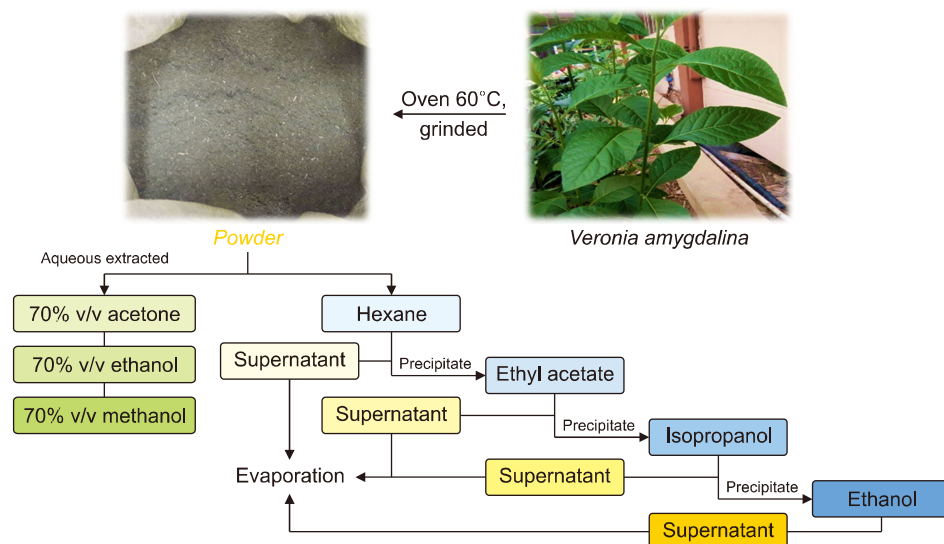 Oven 60°C,
grinded
Powder
Veronia amygdalina
Aqueous extracted
70% v/v acetone
Hexane
70% v/v ethanol
Supernatant
Precipitate
Ethyl acetate
70% v/v methanol
Supernatant
Precipitate
Isopropanol
Evaporation
Supernatant
Precipitate
Ethanol
Supernatant